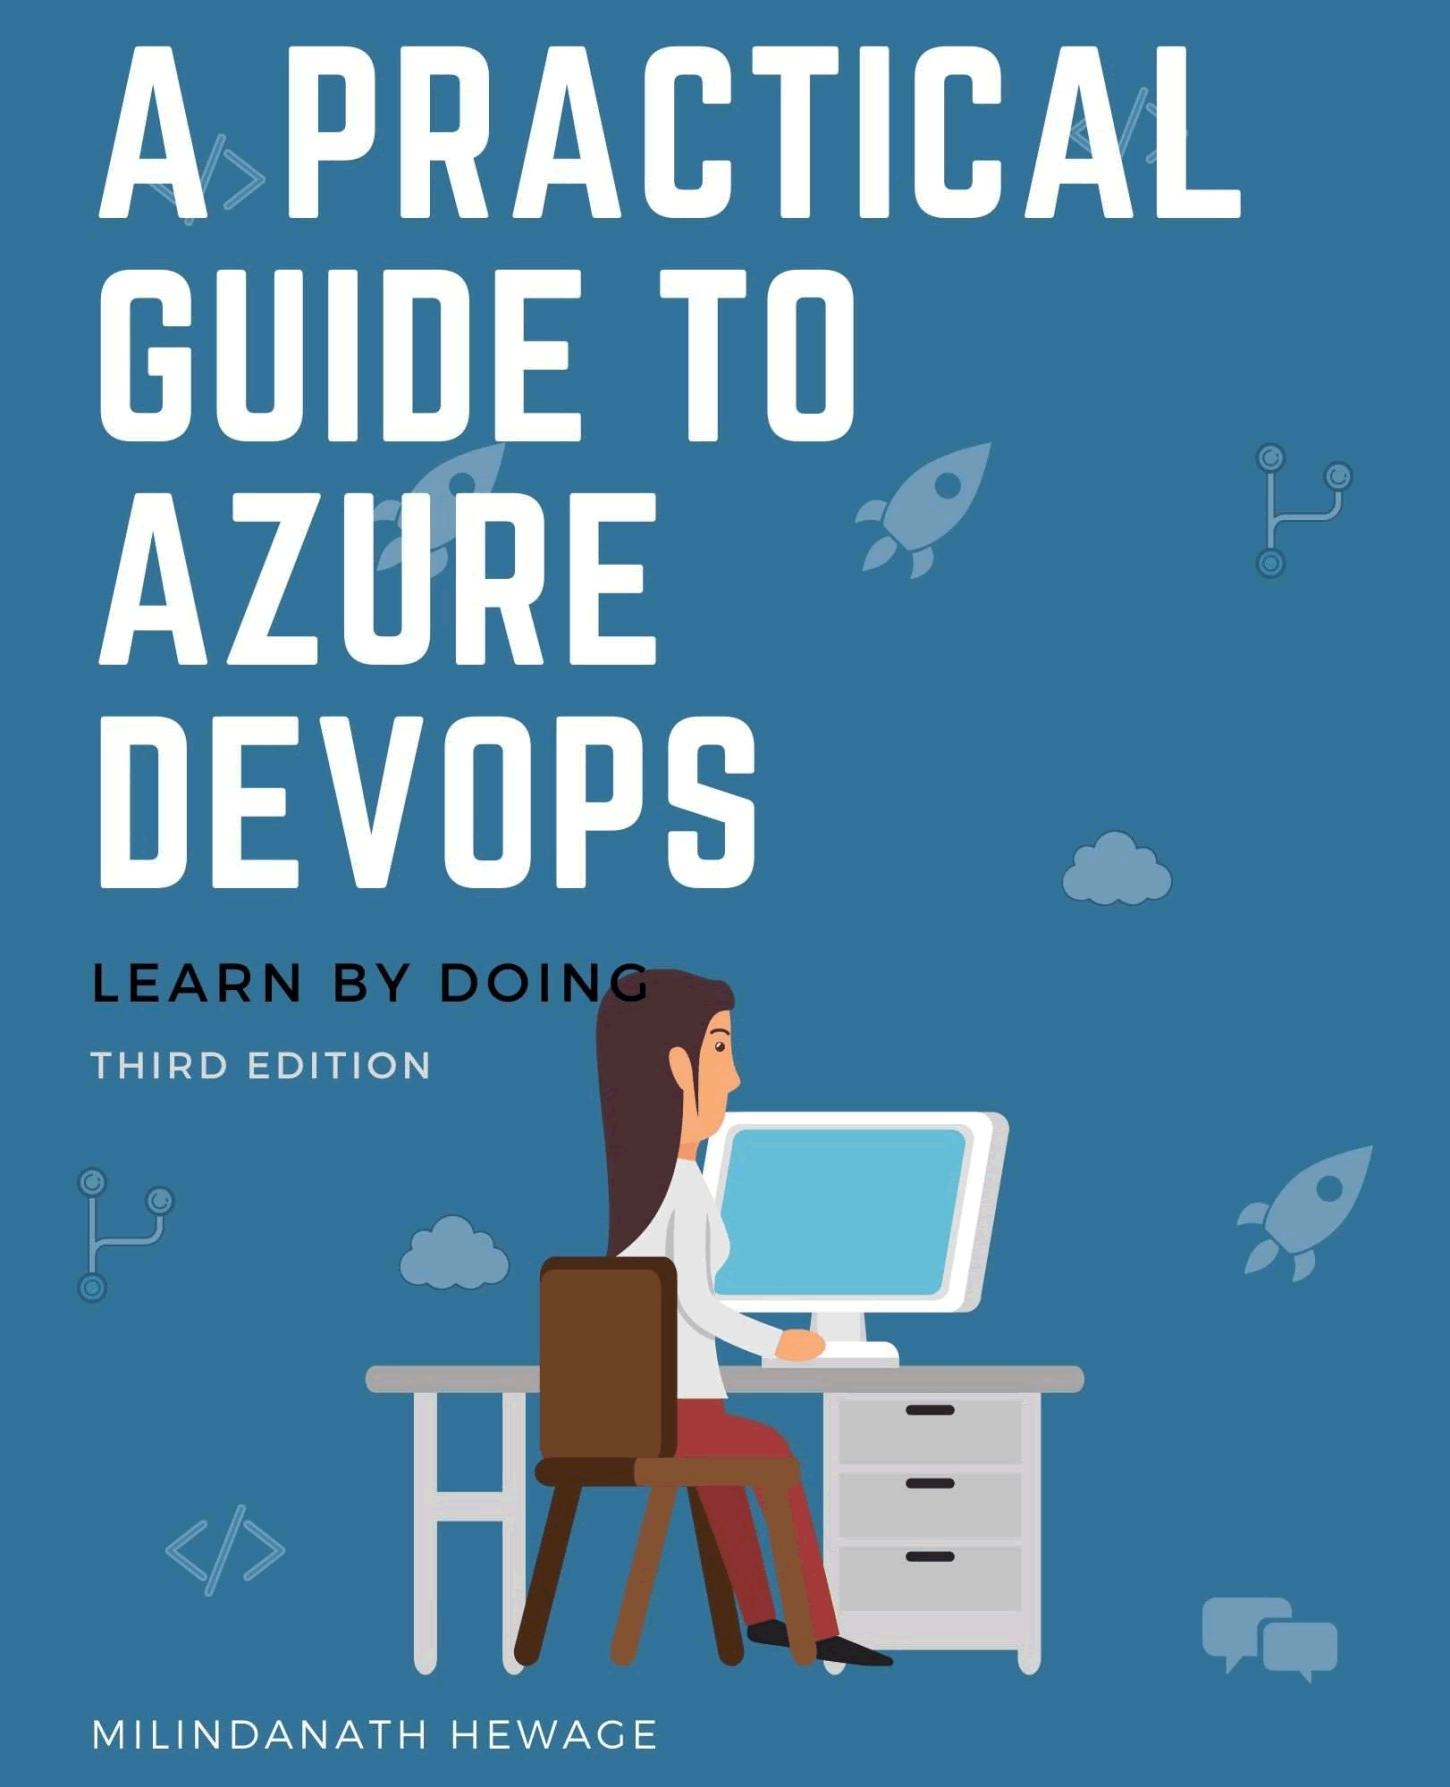 A PRACTICAL
GUIDE TO
AZURE
DEVOPS
LEARN BY DOING
THIRD EDITION
MILINDANATH HEWAGE